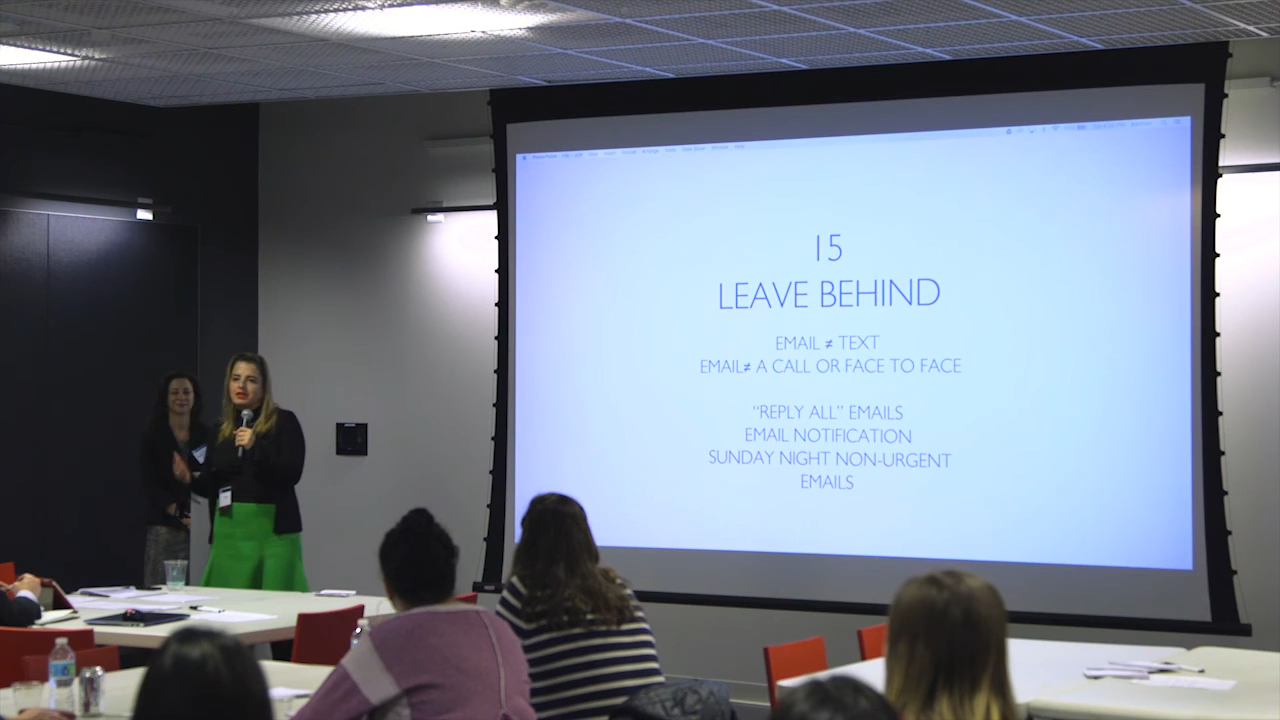 15
LEAVE BEHIND
EMAIL ≠ TEXT
EMAIL≠ A CALL OR FACE TO FACE
“REPLY ALL” EMAILS
EMAIL NOTIFICATION
SUNDAY NIGHT NON-URGENT
EMAILS